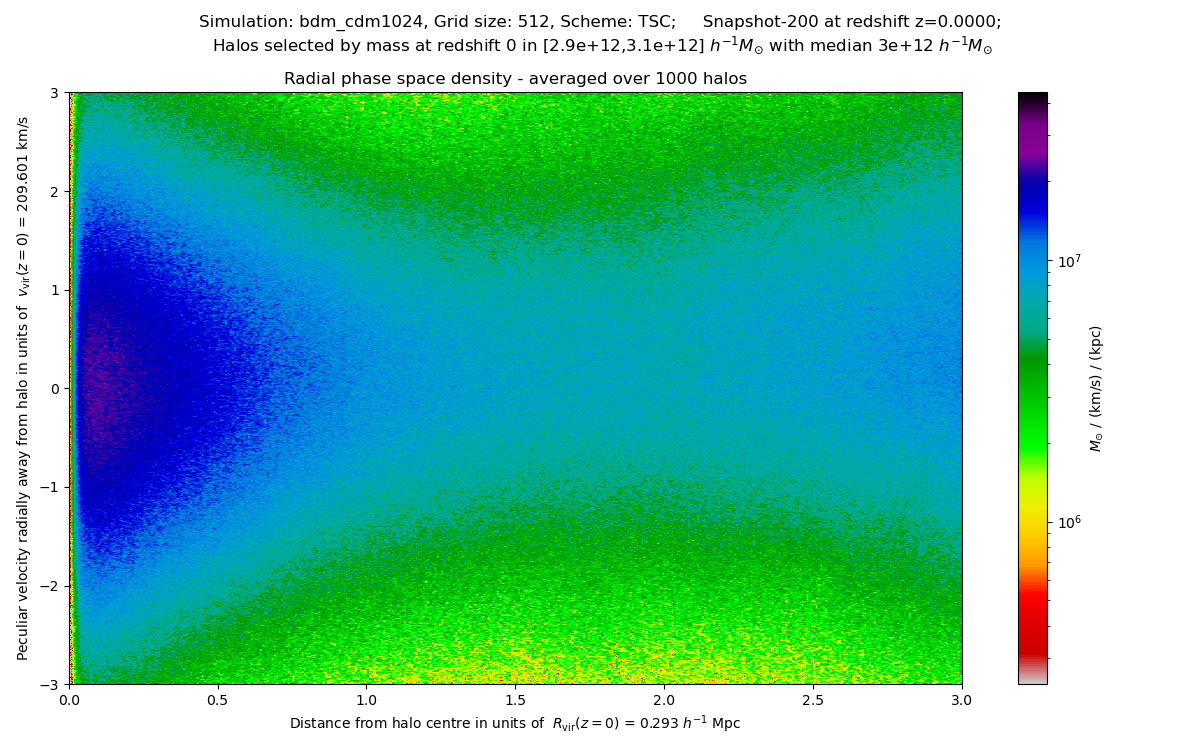 Simulation: bdm_cdm1024, Grid size: 512, Scheme: TSC;     Snapshot-200 at redshift z=0.0000;
Halos selected by mass at redshift 0 in [2.9e+12,3.1e+12] h⁻¹M⊙ with median 3e+12 h⁻¹M⊙
Radial phase space density - averaged over 1000 halos
Peculiar velocity radially away from halo in units of v_vir(z = 0) = 209.601 km/s
3
2
1
0
−1
−2
−3
0.0 0.5 1.0 1.5 2.0 2.5 3.0
Distance from halo centre in units of R_vir(z = 0) = 0.293 h⁻¹ Mpc
10⁷
10⁶
M⊙ / (km/s) / (kpc)